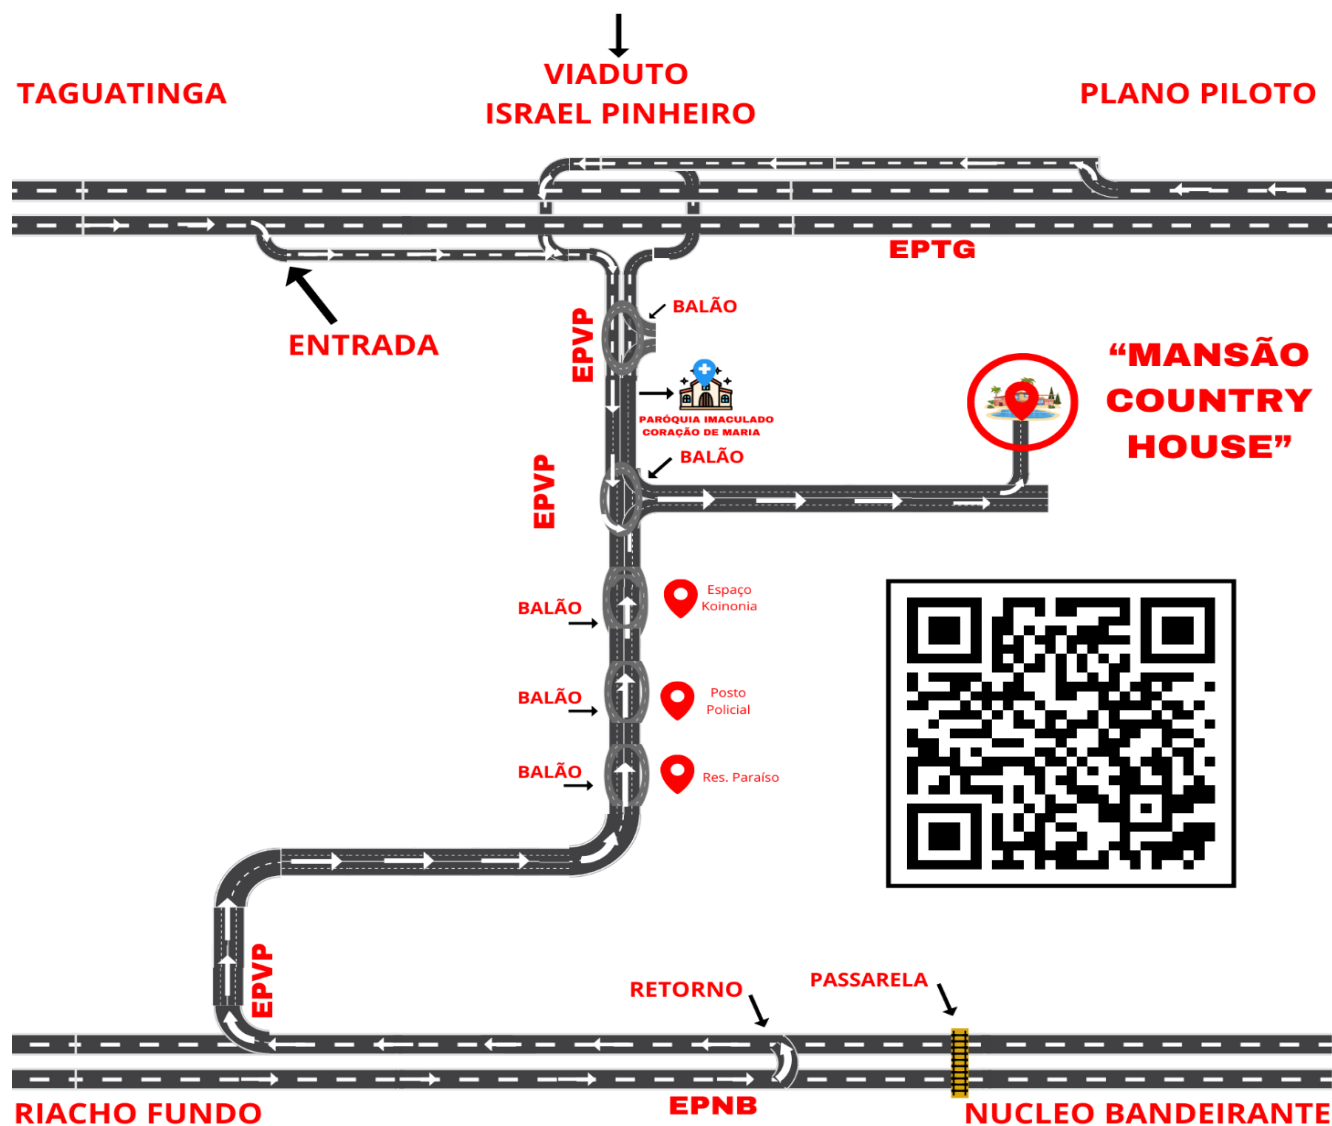 VIADUTO
ISRAEL PINHEIRO
TAGUATINGA
PLANO PILOTO
EPTG
ENTRADA
BALÃO
EPVP
PARÓQUIA IMACULADO
CORAÇÃO DE MARIA
“MANSÃO
COUNTRY
HOUSE”
BALÃO
EPVP
BALÃO
Espaço
Koinonia
BALÃO
Posto
Policial
BALÃO
Res. Paraíso
EPVP
RETORNO
PASSARELA
RIACHO FUNDO
EPNB
NUCLEO BANDEIRANTE